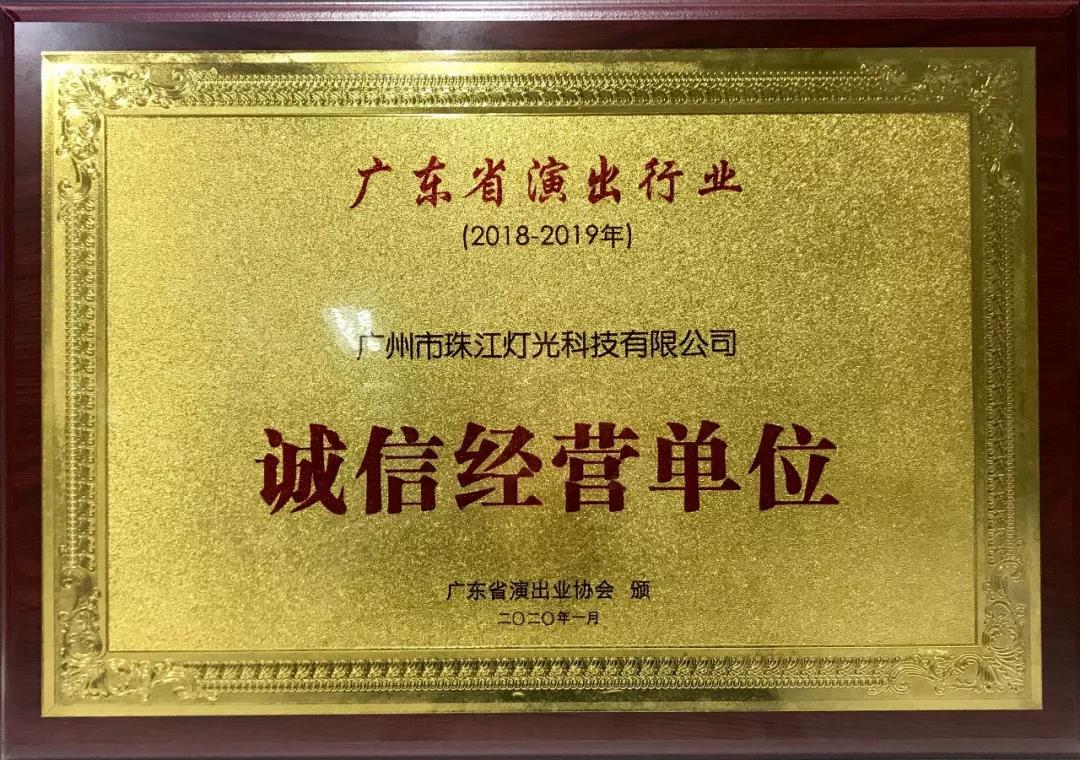 广东省演出行业
(2018-2019年)
广州市珠江灯光科技有限公司
诚信经营单位
广东省演出业协会 颁
二〇二〇年一月